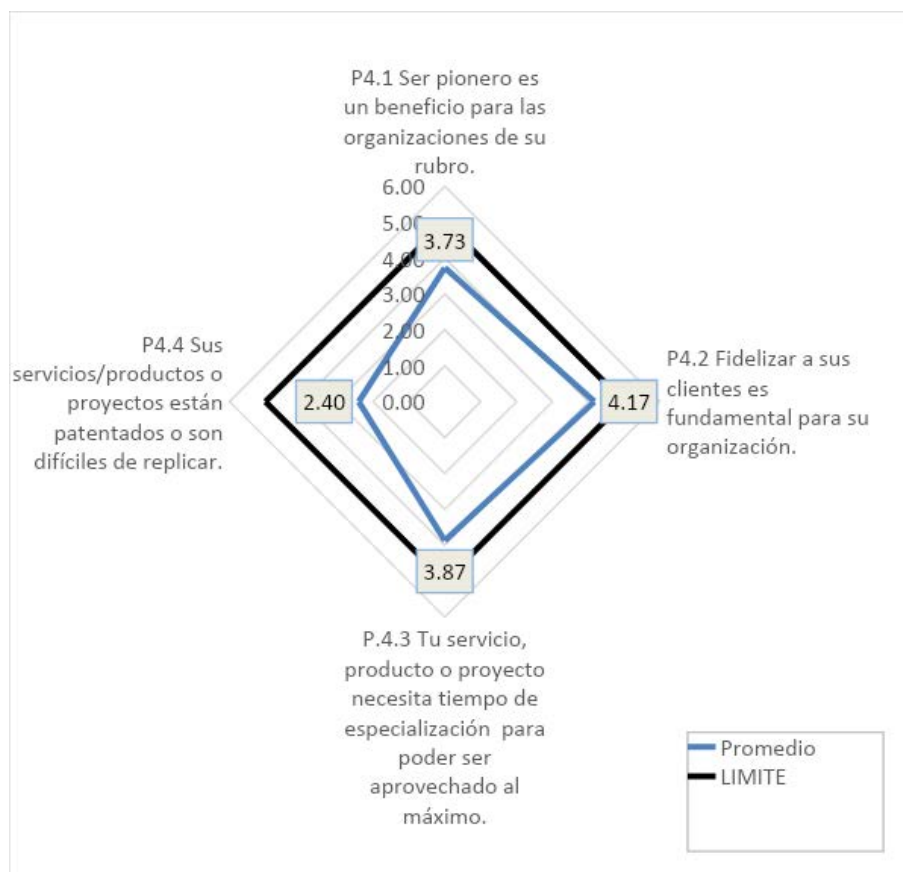 P4.1 Ser pionero es
un beneficio para las
organizaciones de su
rubro.
6.00
5.00
3.73
4.00
3.00
2.00
1.00
0.00
P4.4 Sus
servicios/productos o
proyectos están
patentados o son
difíciles de replicar.
2.40
4.17
P4.2 Fidelizar a sus
clientes es
fundamental para su
organización.
3.87
P.4.3 Tu servicio,
producto o proyecto
necesita tiempo de
especialización para
poder ser
aprovechado al
máximo.
Promedio
LIMITE